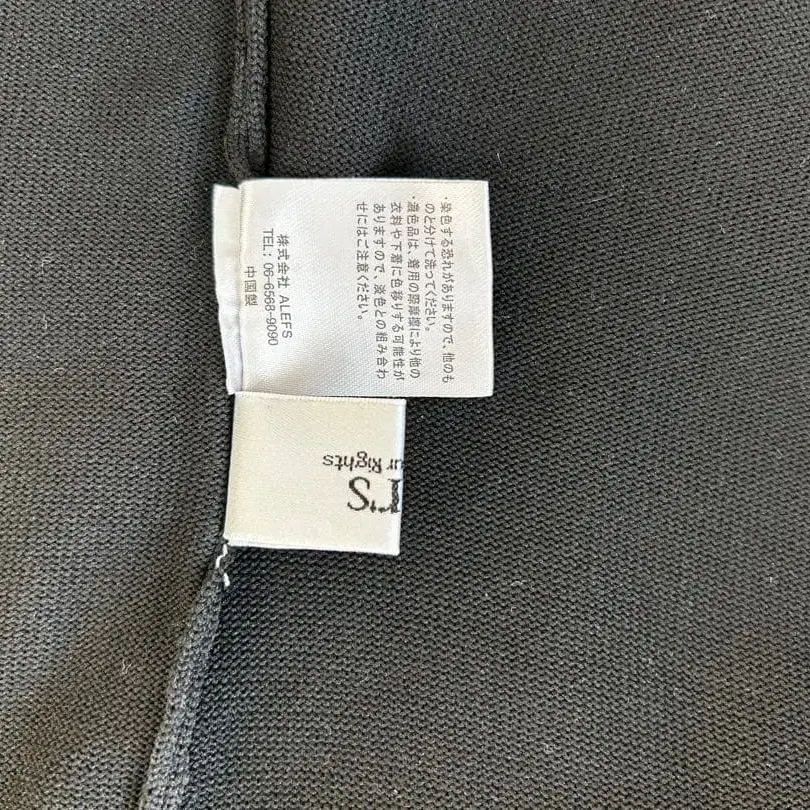 ・染色する恐れがありますので、他のも
のと分けて洗ってください。
・濃色品は、着用の際摩擦により他の
衣料や下着に色移りする可能性が
ありますので、淡色との組み合わ
せにはご注意ください。
株式会社 ALEFS
TEL: 06-6568-9090
中国製
r's
ur Rights